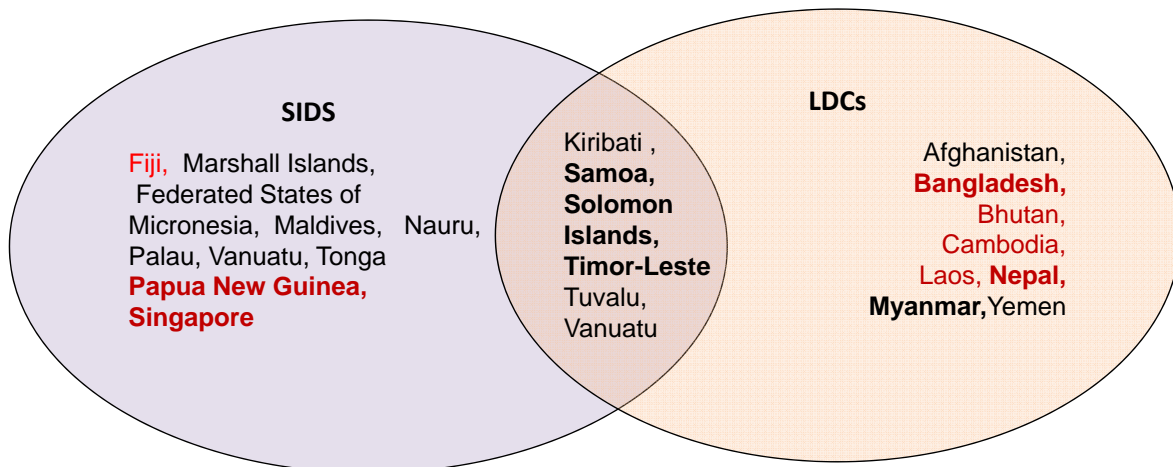 SIDS
Fiji, Marshall Islands,
Federated States of
Micronesia, Maldives, Nauru,
Palau, Vanuatu, Tonga
Papua New Guinea,
Singapore
Kiribati ,
Samoa,
Solomon
Islands,
Timor-Leste
Tuvalu,
Vanuatu
LDCs
Afghanistan,
Bangladesh,
Bhutan,
Cambodia,
Laos, Nepal,
Myanmar,Yemen